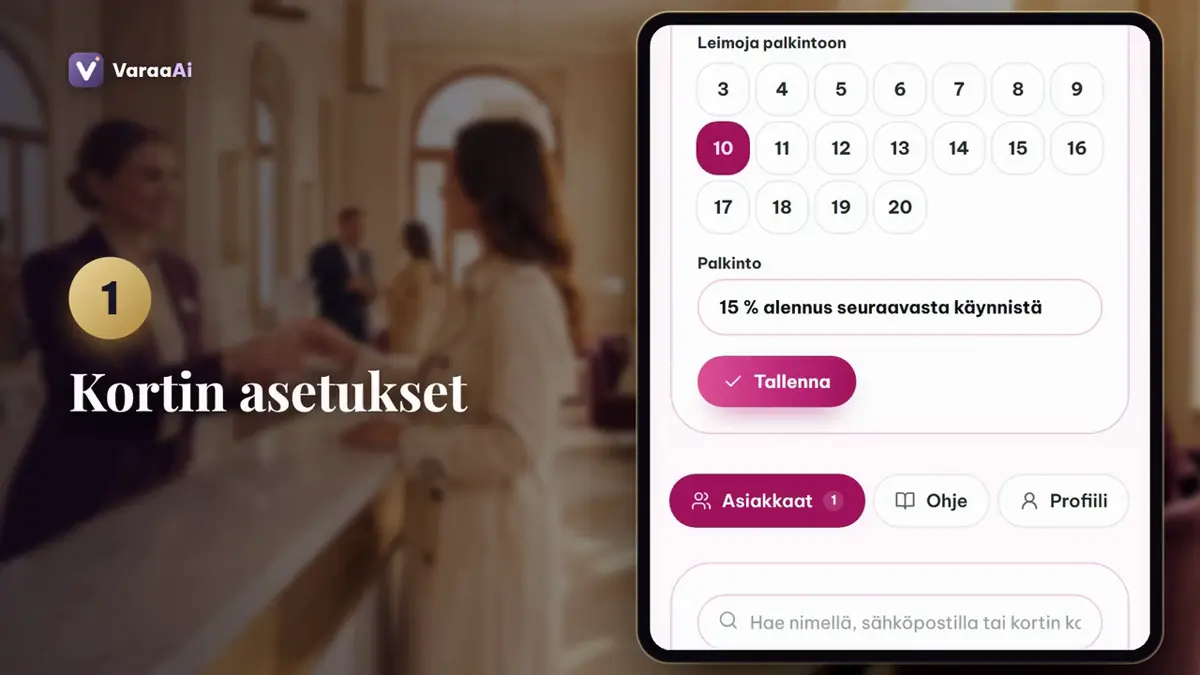 VaraaAi
1
Kortin asetukset
Leimoja palkintoon
3 4 5 6 7 8 9
10 11 12 13 14 15 16
17 18 19 20
Palkinto
15 % alennus seuraavasta käynnistä
Tallenna
Asiakkaat 1 Ohje Profiili
Hae nimellä, sähköpostilla tai kortin